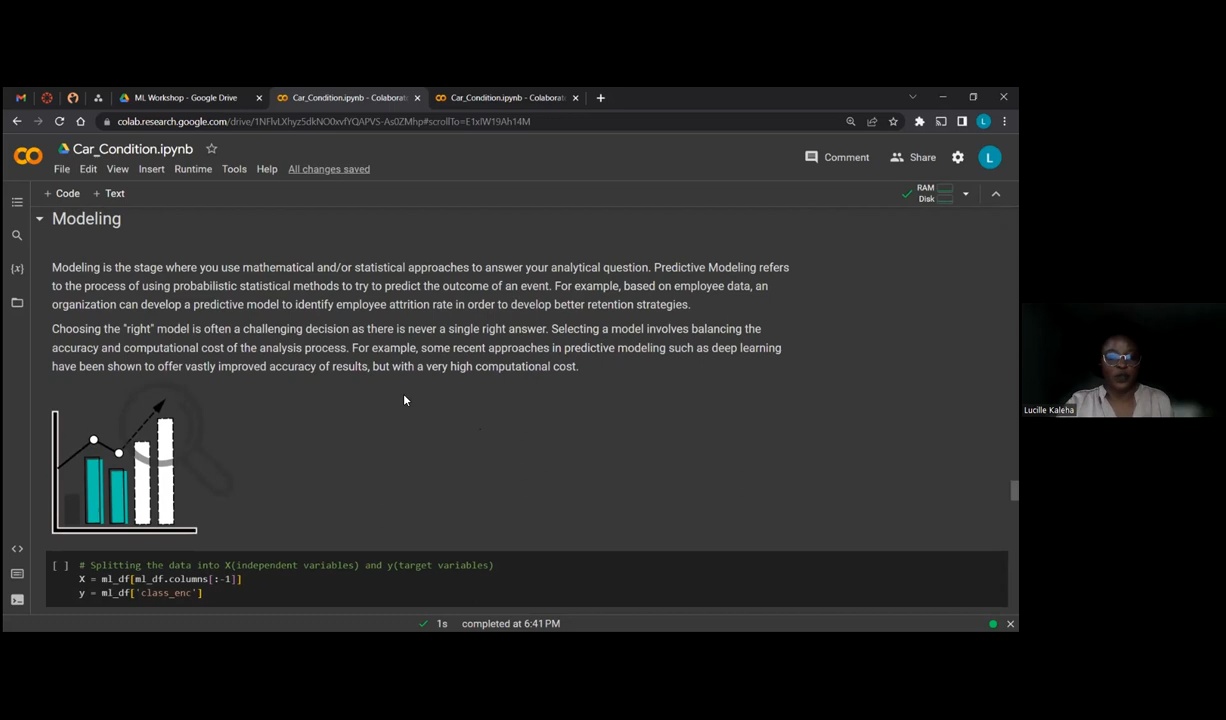 ML Workshop - Google Drive
Car_Condition.ipynb - Colaborat
Car_Condition.ipynb - Colaborat
colab.research.google.com/drive/1NFlvLXhyz5dkNO0xvfYQAPVS-As0ZMhp#scrollTo=E1xIW19Ah14M
L
Car_Condition.ipynb
Comment
Share
L
File Edit View Insert Runtime Tools Help All changes saved
+ Code + Text
RAM
Disk
Modeling
Modeling is the stage where you use mathematical and/or statistical approaches to answer your analytical question. Predictive Modeling refers
to the process of using probabilistic statistical methods to try to predict the outcome of an event. For example, based on employee data, an
organization can develop a predictive model to identify employee attrition rate in order to develop better retention strategies.
Choosing the "right" model is often a challenging decision as there is never a single right answer. Selecting a model involves balancing the
accuracy and computational cost of the analysis process. For example, some recent approaches in predictive modeling such as deep learning
have been shown to offer vastly improved accuracy of results, but with a very high computational cost.
Lucille Kaleha
[ ] # Splitting the data into X(independent variables) and y(target variables)
X = ml_df[ml_df.columns[:-1]]
y = ml_df['class_enc']
1s completed at 6:41 PM